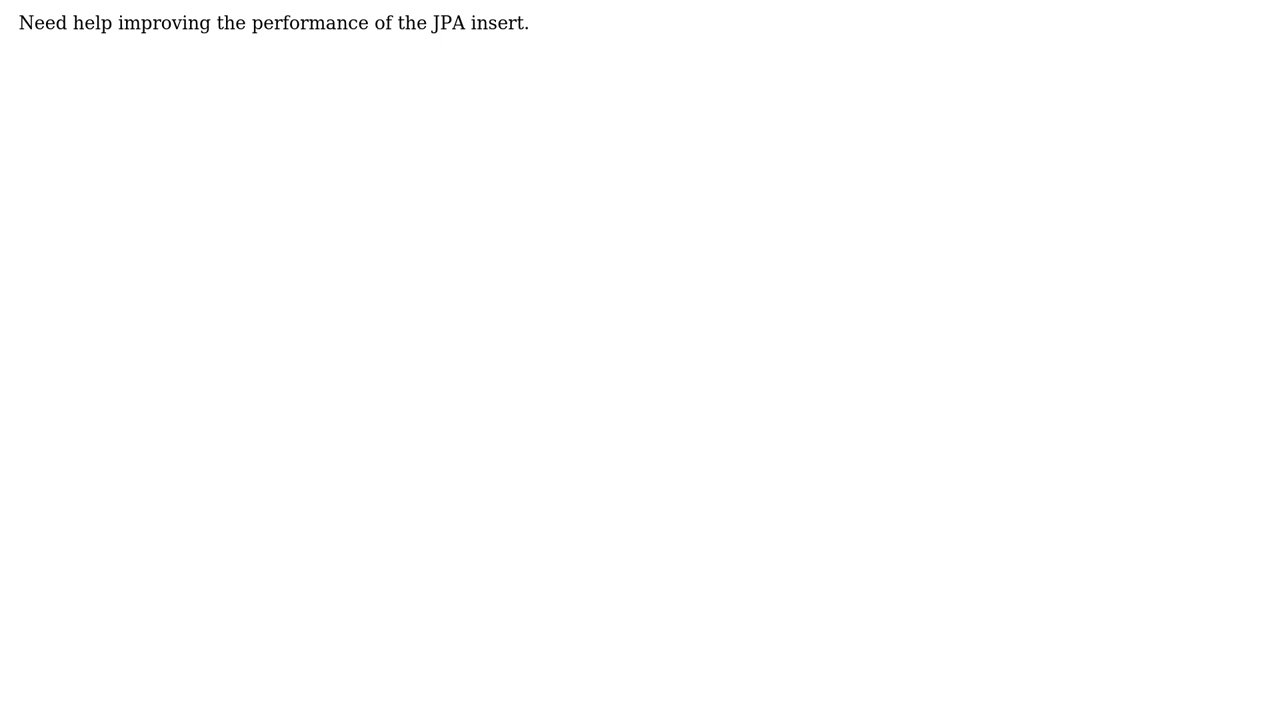 Need help improving the performance of the JPA insert.